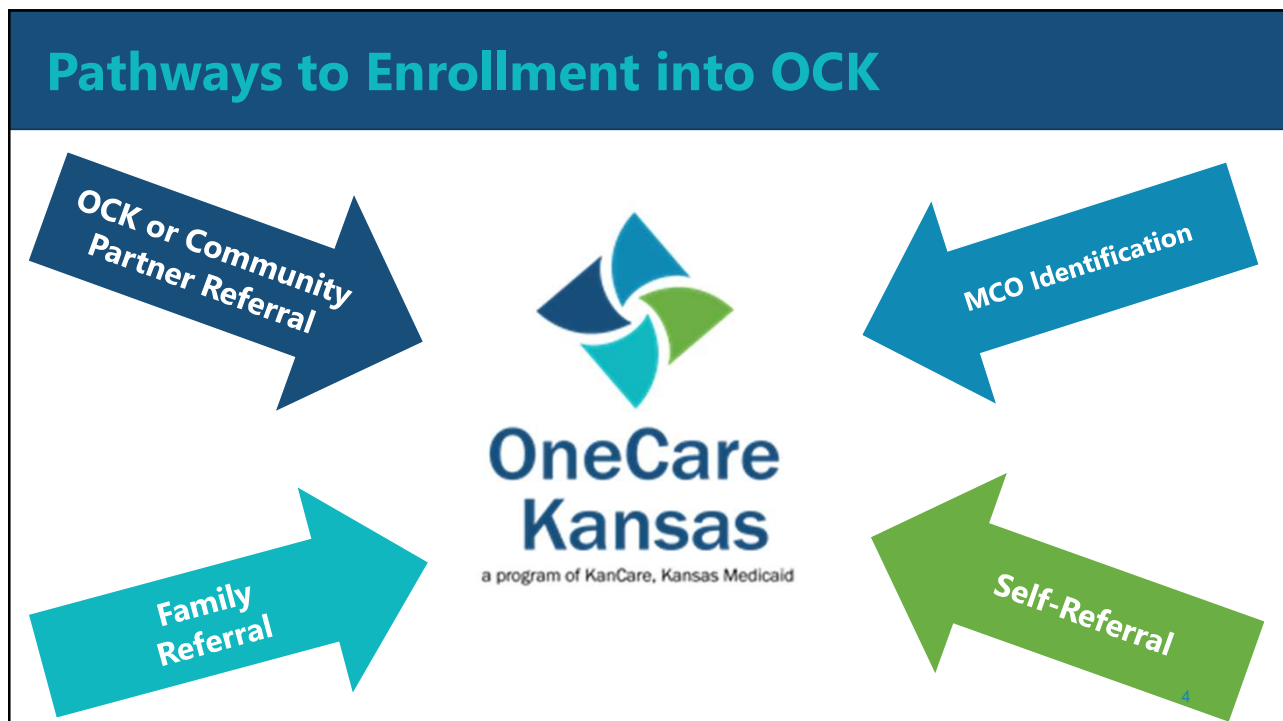 Pathways to Enrollment into OCK
OCK or Community
Partner Referral
MCO Identification
OneCare
Kansas
a program of KanCare, Kansas Medicaid
Family
Referral
Self-Referral
4